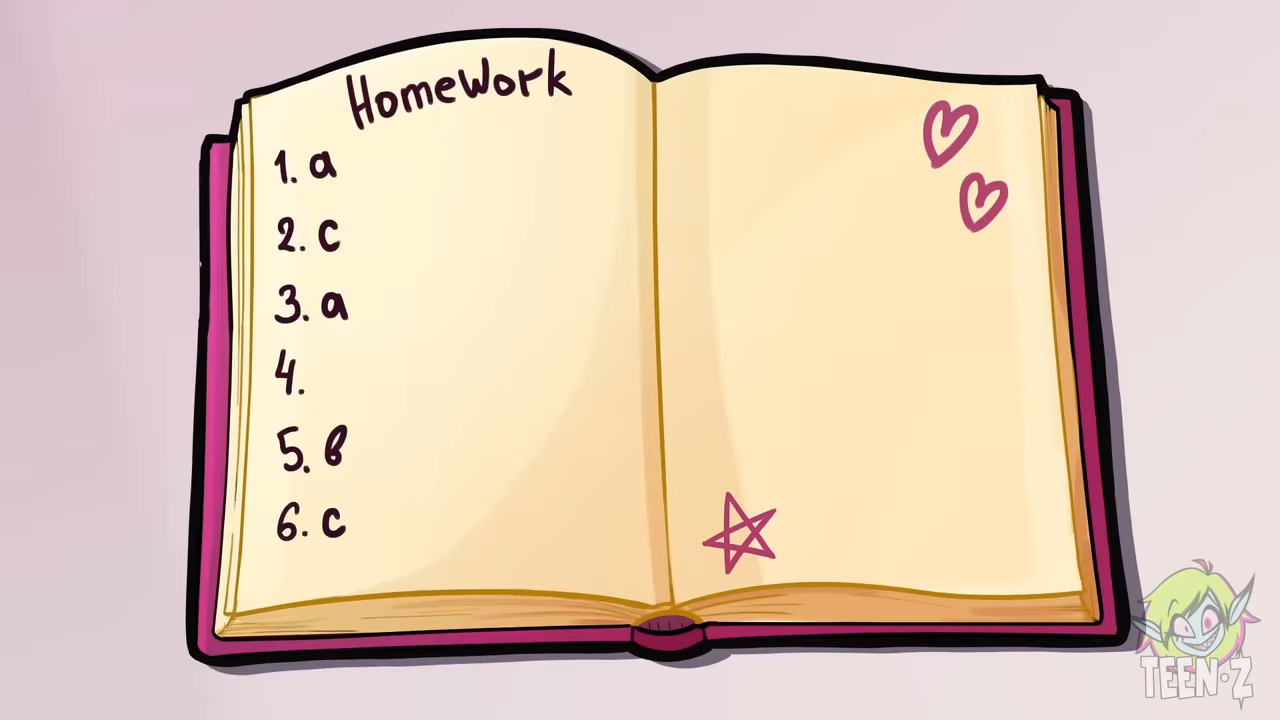 HomeWork
1. a
2. c
3. a
4.
5. в
6. c
TEEN-Z